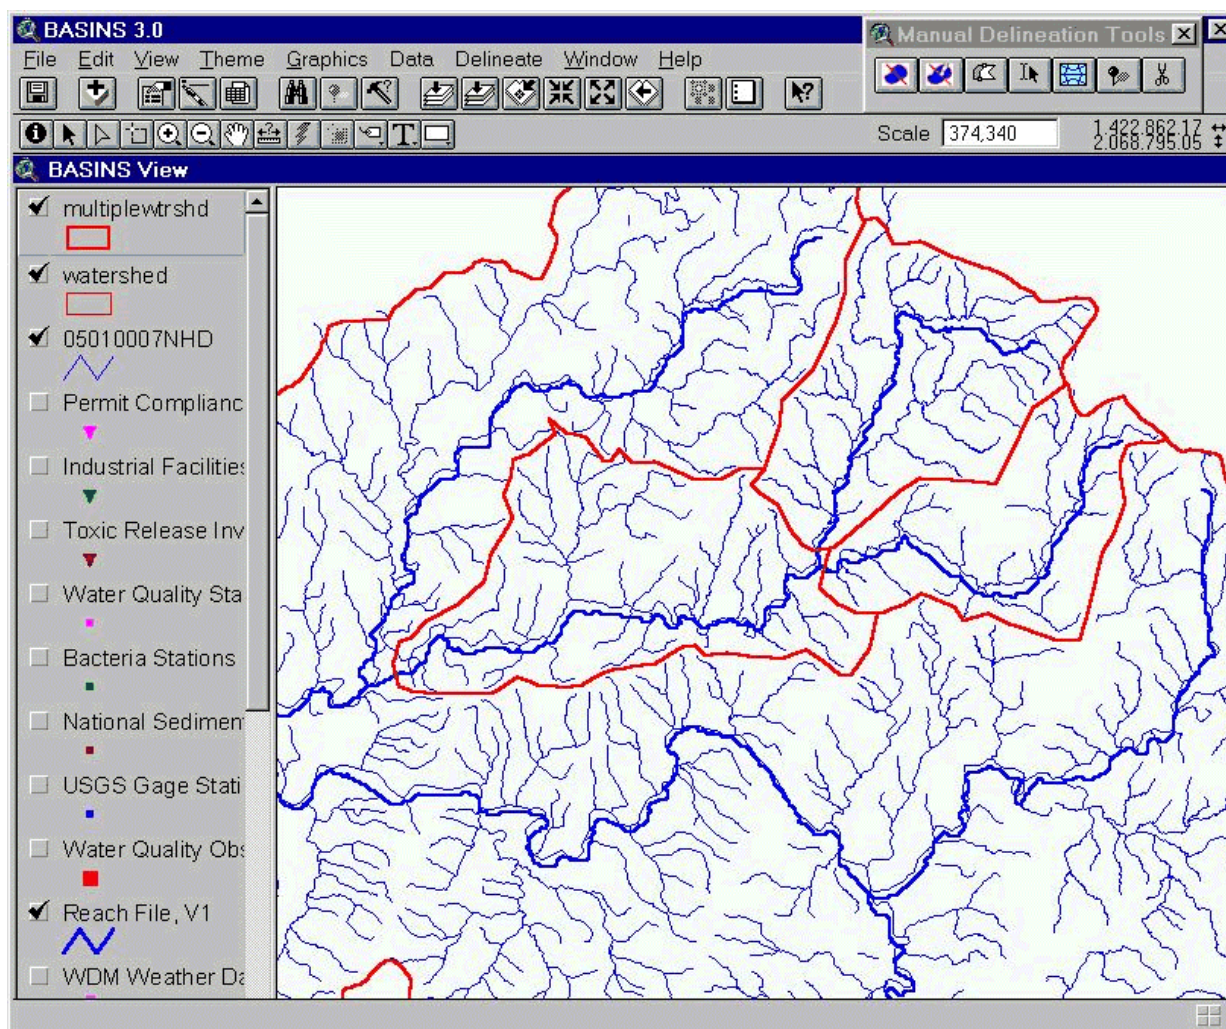 BASINS 3.0
Manual Delineation Tools
File Edit View Theme Graphics Data Delineate Window Help
Scale 374,340
1,422,862.17
2,068,795.05
BASINS View
multiplewtrshd
watershed
05010007NHD
Permit Complianc
Industrial Facilities
Toxic Release Inv
Water Quality Sta
Bacteria Stations
National Sedimen
USGS Gage Stati
Water Quality Obs
Reach File, V1
WDM Weather Da